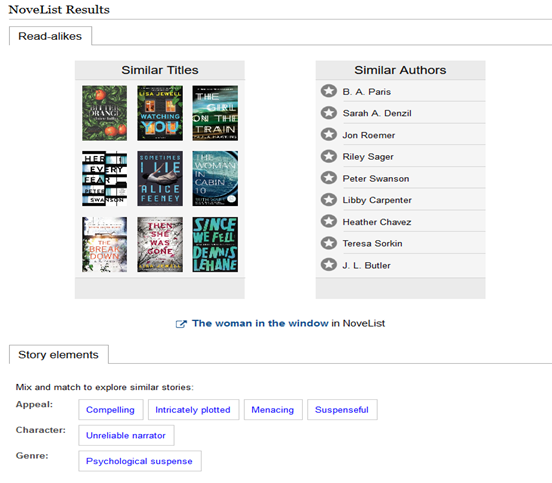 NoveList Results
Read-alikes
Similar Titles
BITTER
ORANGE
LISA JEWELL
WATCHING
YOU
THE
GIRL
ON THE
TRAIN
HER
EVERY
FEAR
PETER
SWANSON
SOMETIMES
I LIE
ALICE
FEENEY
THE
WOMAN
IN CABIN
10
THE
BREAK
DOWN
THEN
SHE
WAS
GONE
LISA JEWELL
SINCE
WE FELL
DENNIS
LEHANE
Similar Authors
B. A. Paris
Sarah A. Denzil
Jon Roemer
Riley Sager
Peter Swanson
Libby Carpenter
Heather Chavez
Teresa Sorkin
J. L. Butler
The woman in the window in NoveList
Story elements
Mix and match to explore similar stories:
Appeal: Compelling Intricately plotted Menacing Suspenseful
Character: Unreliable narrator
Genre: Psychological suspense